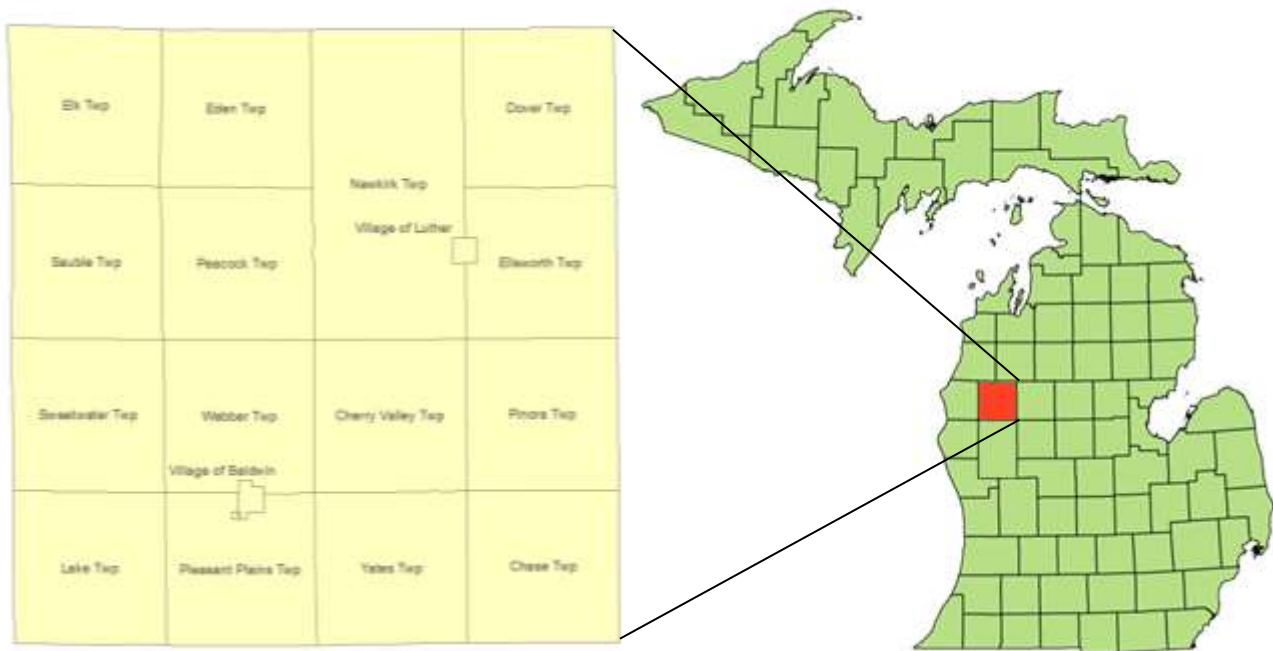 Elk Twp
Eden Twp
Dover Twp
Newkirk Twp
Village of Luther
Sauble Twp
Peacock Twp
Ellsworth Twp
Sweetwater Twp
Webber Twp
Cherry Valley Twp
Pinora Twp
Village of Baldwin
Lake Twp
Pleasant Plains Twp
Yates Twp
Chase Twp